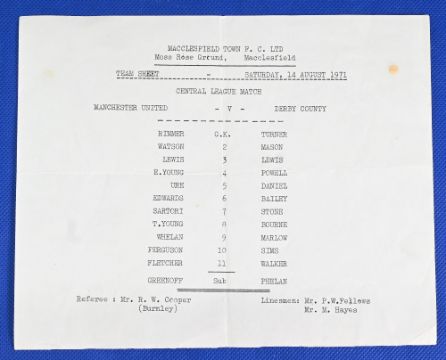 MACCLESFIELD TOWN F. C. LTD
Moss Rose Ground, Macclesfield
TEAM SHEET - SATURDAY, 14 AUGUST 1971
CENTRAL LEAGUE MATCH
MANCHESTER UNITED - V - DERBY COUNTY
RIMMER G.K. TURNER
WATSON 2 MASON
LEWIS 3 LEWIS
E.YOUNG 4 POWELL
URE 5 DANIEL
EDWARDS 6 BAILEY
SARTORI 7 STONE
T.YOUNG 8 BOURNE
WHELAN 9 MARLOW
FERGUSON 10 SIMS
FLETCHER 11 WALKER
GREENOFF Sub PHELAN
Referee : Mr. R. W. Cooper Linesmen: Mr. P.W.Fellows
(Burnley) Mr. M. Hayes